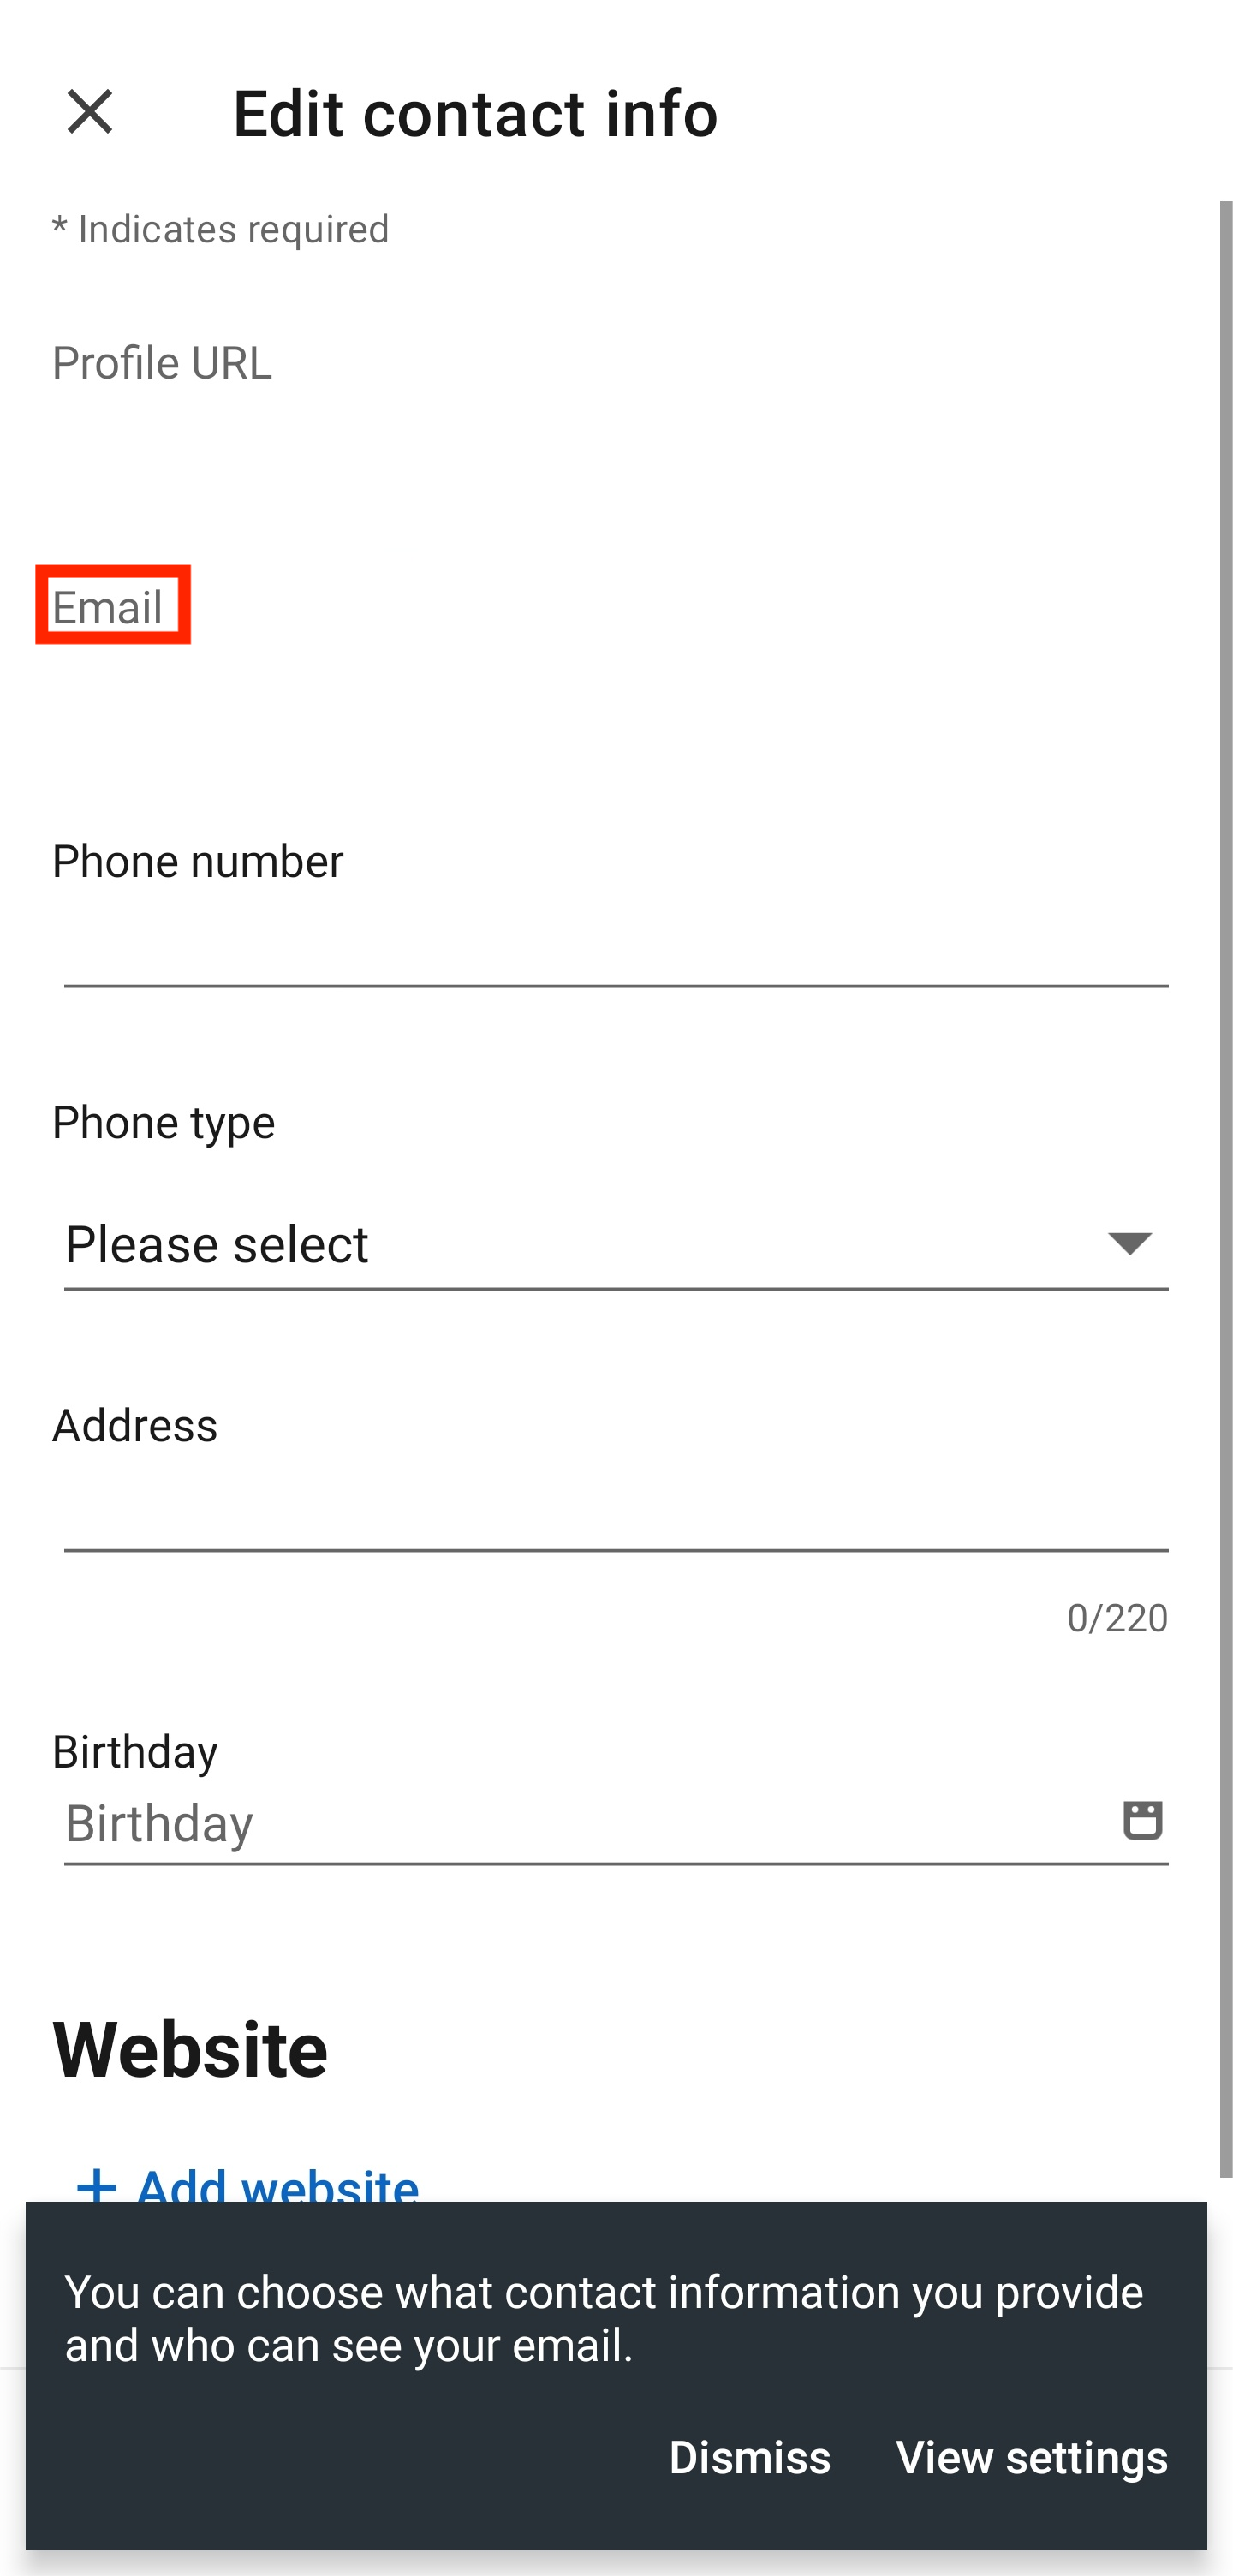 Edit contact info
* Indicates required
Profile URL
Email
Phone number
Phone type
Please select
Address
0/220
Birthday
Birthday
Website
+ Add website
You can choose what contact information you provide
and who can see your email.
Dismiss View settings